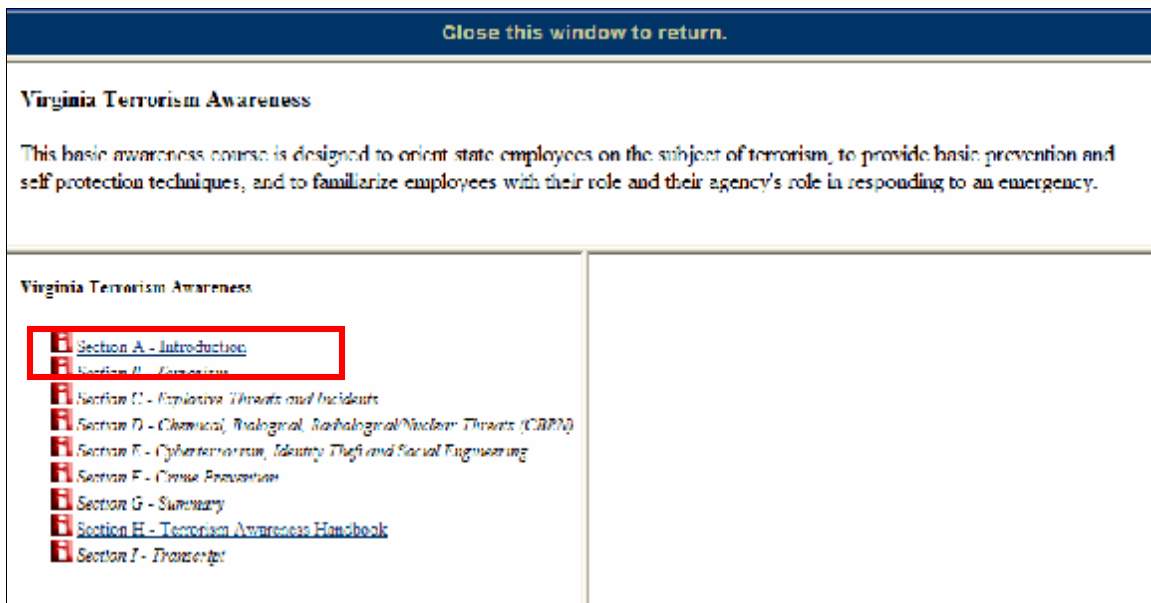 Close this window to return.
Virginia Terrorism Awareness
This basic awareness course is designed to orient state employees on the subject of terrorism, to provide basic prevention and
self protection techniques, and to familiarize employees with their role and their agency's role in responding to an emergency.
Virginia Terrorism Awareness
Section A - Introduction
Section B - Terrorism
Section C - Explosive Threats and Incidents
Section D - Chemical, Biological, Radiological/Nuclear Threats (CBRN)
Section E - Cyberterrorism, Identity Theft and Social Engineering
Section F - Crime Prevention
Section G - Summary
Section H - Terrorism Awareness Handbook
Section I - Transcript